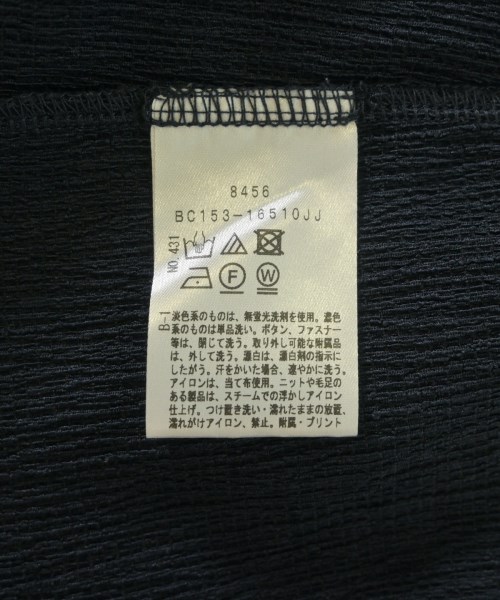 8456
BC153-16510JJ
NO.431
F W
B-1
淡色系のものは、無蛍光洗剤を使用。濃色
系のものは単品洗い。ボタン、ファスナー
等は、閉じて洗う。取り外し可能な附属品
は、外して洗う。漂白は、漂白剤の指示に
したがう。汗をかいた場合、速やかに洗う。
アイロンは、当て布使用。ニットや毛足の
ある製品は、スチームでの浮かしアイロン
仕上げ。つけ置き洗い・濡れたままの放置、
濡れがけアイロン、禁止。附属・プリント